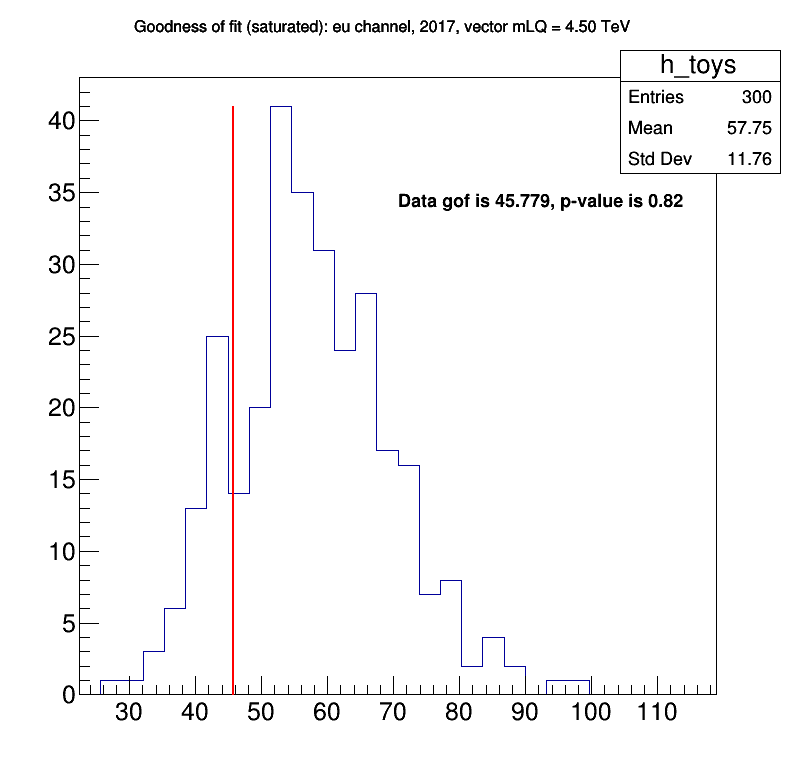 Goodness of fit (saturated): eu channel, 2017, vector mLQ = 4.50 TeV
h_toys
Entries 300
Mean 57.75
Std Dev 11.76
Data gof is 45.779, p-value is 0.82
40
35
30
25
20
15
10
5
0
30 40 50 60 70 80 90 100 110